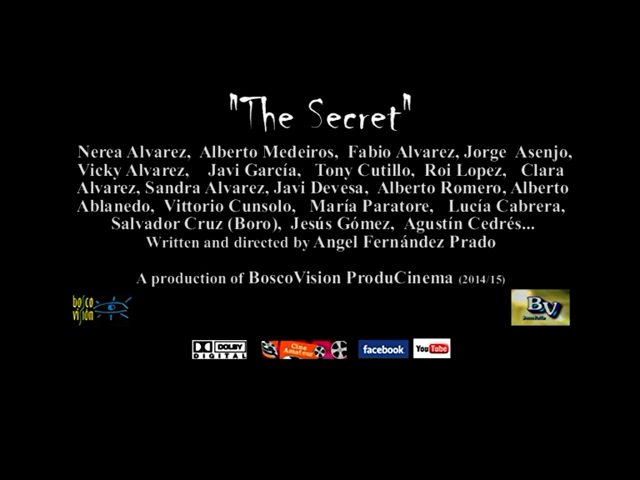 "The Secret"
Nerea Alvarez, Alberto Medeiros, Fabio Alvarez, Jorge Asenjo,
Vicky Alvarez, Javi García, Tony Cutillo, Roi Lopez, Clara
Alvarez, Sandra Alvarez, Javi Devesa, Alberto Romero, Alberto
Ablanedo, Vittorio Cunsolo, María Paratore, Lucía Cabrera,
Salvador Cruz (Boro), Jesús Gómez, Agustín Cedrés...
Written and directed by Angel Fernández Prado
A production of BoscoVision ProduCinema (2014/15)
bosco
visión
BV
DOLBY
DIGITAL
Cine
Amateur
facebook
YouTube